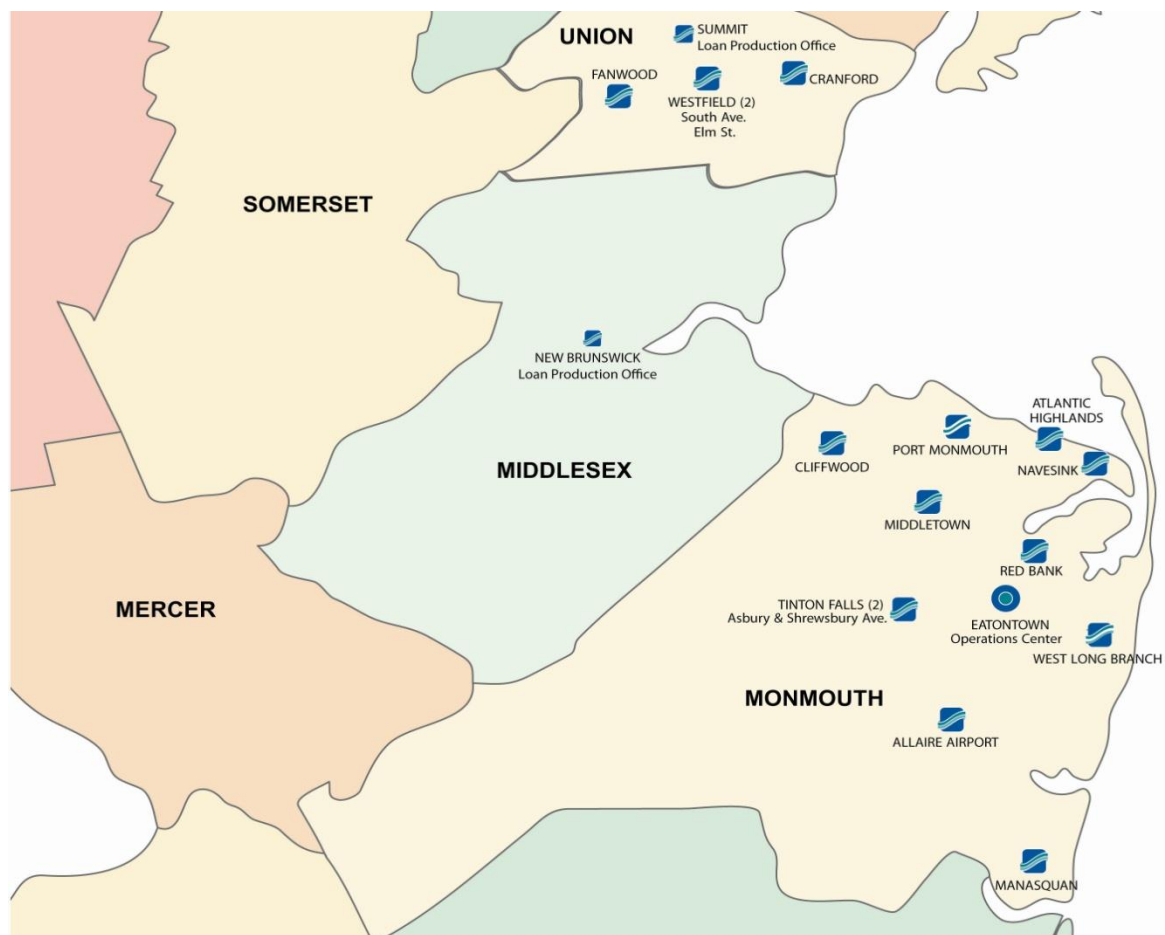 UNION
SUMMIT
Loan Production Office
FANWOOD
CRANFORD
WESTFIELD (2)
South Ave.
Elm St.
SOMERSET
NEW BRUNSWICK
Loan Production Office
MIDDLESEX
ATLANTIC
HIGHLANDS
PORT MONMOUTH
CLIFFWOOD
NAVESINK
MIDDLETOWN
RED BANK
MERCER
TINTON FALLS (2)
Asbury & Shrewsbury Ave.
EATONTOWN
Operations Center
WEST LONG BRANCH
MONMOUTH
ALLAIRE AIRPORT
MANASQUAN